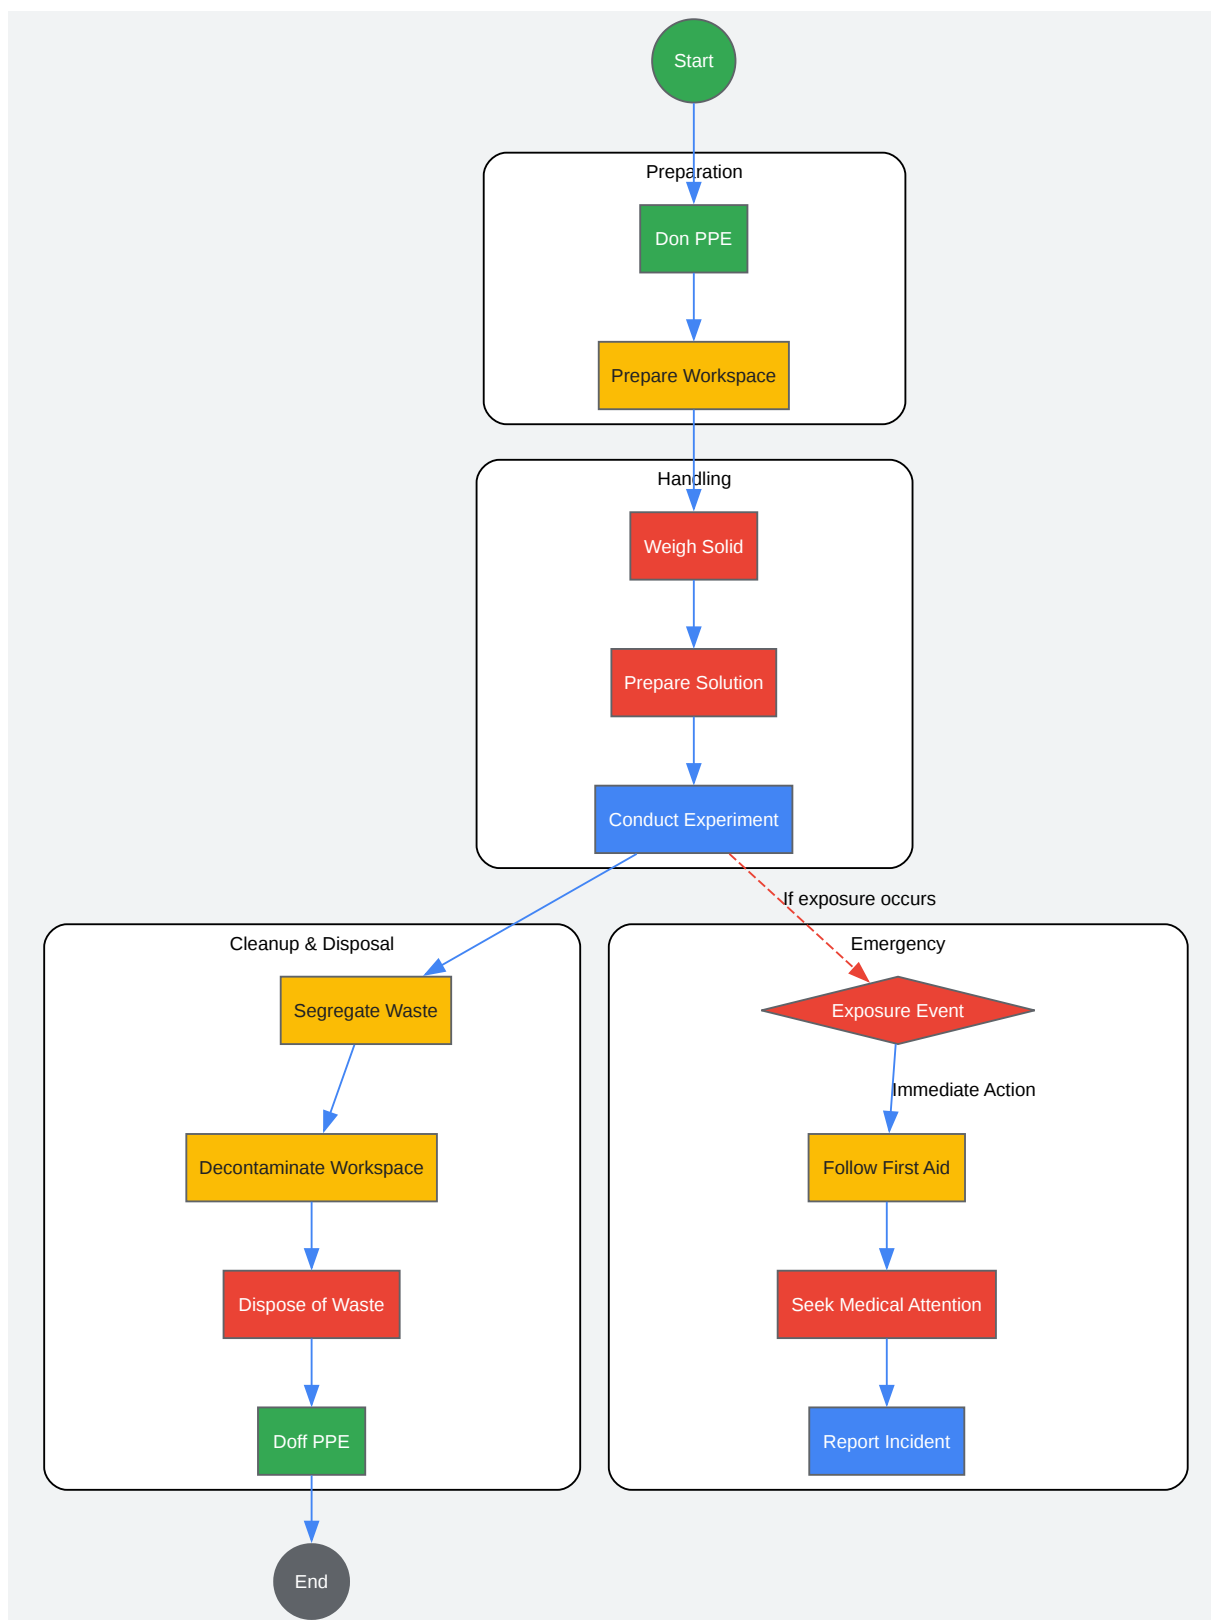 Start
Preparation
Don PPE
Prepare Workspace
Handling
Weigh Solid
Prepare Solution
Conduct Experiment
If exposure occurs
Cleanup & Disposal
Segregate Waste
Decontaminate Workspace
Dispose of Waste
Doff PPE
End
Emergency
Exposure Event
Immediate Action
Follow First Aid
Seek Medical Attention
Report Incident